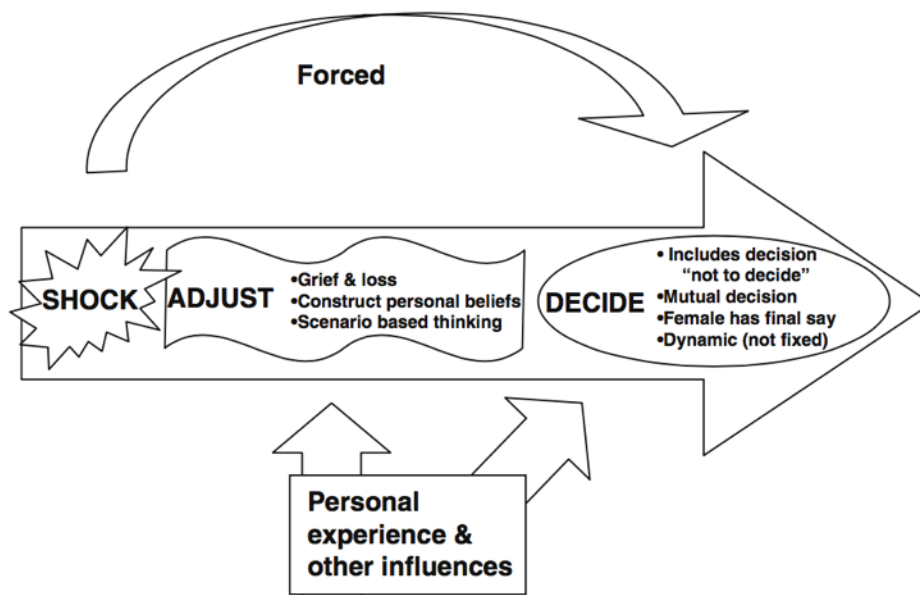 Forced
SHOCK
ADJUST
•Grief & loss
•Construct personal beliefs
•Scenario based thinking
DECIDE
• Includes decision
“not to decide”
•Mutual decision
•Female has final say
•Dynamic (not fixed)
Personal
experience &
other influences